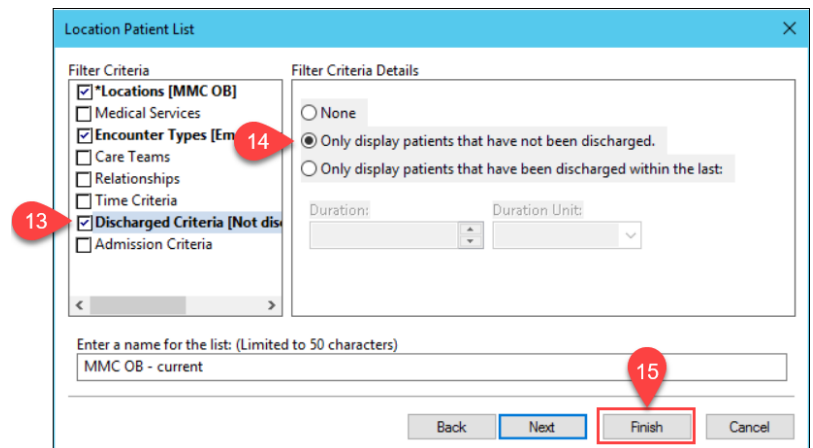 Location Patient List
Filter Criteria
*Locations [MMC OB]
Medical Services
Encounter Types [Em
Care Teams
Relationships
Time Criteria
Discharged Criteria [Not dis
Admission Criteria
Filter Criteria Details
None
14
Only display patients that have not been discharged.
Only display patients that have been discharged within the last:
Duration:
Duration Unit:
13
Enter a name for the list: (Limited to 50 characters)
MMC OB - current
15
Back
Next
Finish
Cancel